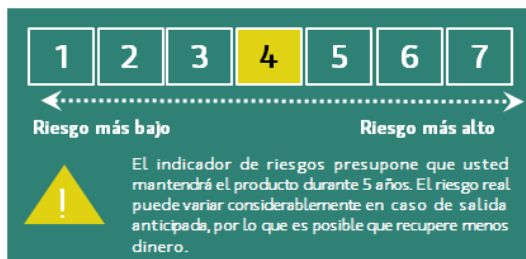 1 2 3 4 5 6 7
Riesgo más bajo Riesgo más alto
!
El indicador de riesgos presupone que usted
mantendrá el producto durante 5 años. El riesgo real
puede variar considerablemente en caso de salida
anticipada, por lo que es posible que recupere menos
dinero.